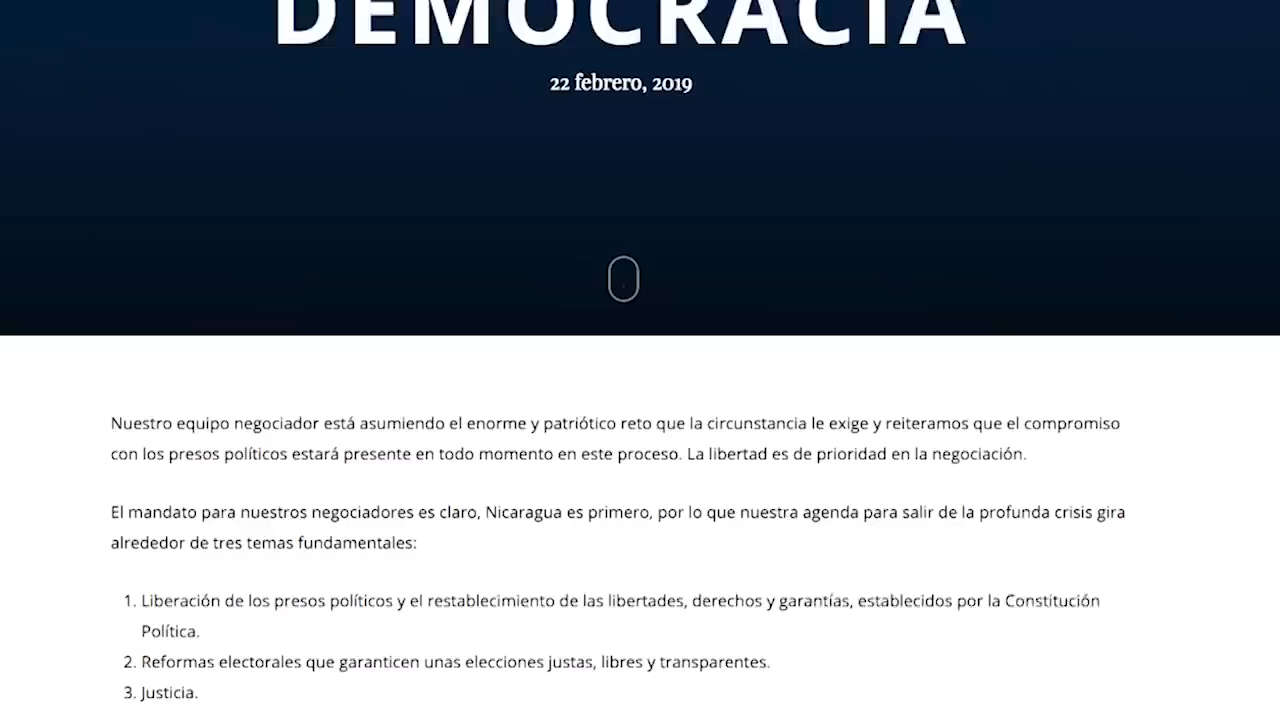 DEMOCRACIA
22 febrero, 2019
Nuestro equipo negociador está asumiendo el enorme y patriótico reto que la circunstancia le exige y reiteramos que el compromiso
con los presos políticos estará presente en todo momento en este proceso. La libertad es de prioridad en la negociación.
El mandato para nuestros negociadores es claro, Nicaragua es primero, por lo que nuestra agenda para salir de la profunda crisis gira
alrededor de tres temas fundamentales:
1. Liberación de los presos políticos y el restablecimiento de las libertades, derechos y garantías, establecidos por la Constitución
Política.
2. Reformas electorales que garanticen unas elecciones justas, libres y transparentes.
3. Justicia.